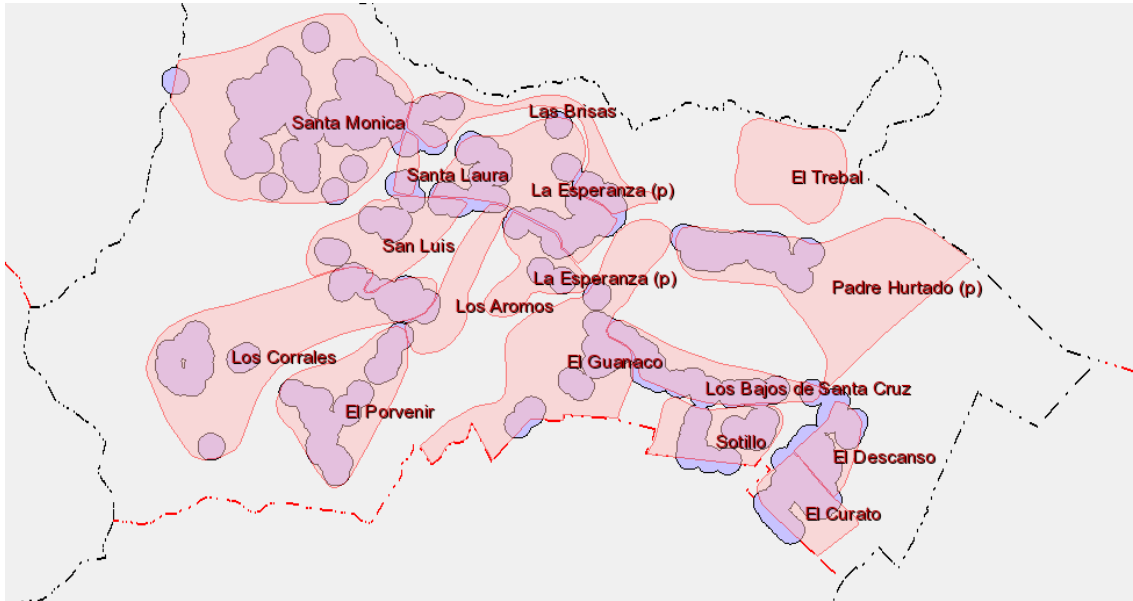 Las Brisas
Santa Monica
Santa Laura
El Trebal
La Esperanza (p)
San Luis
La Esperanza (p)
Padre Hurtado (p)
Los Aromos
Los Corrales
El Guanaco
Los Bajos de Santa Cruz
El Porvenir
Sotillo
El Descanso
El Curato